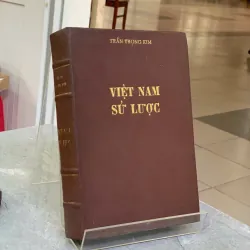 TRẦN TRỌNG KIM
VIỆT NAM
SỬ LƯỢC